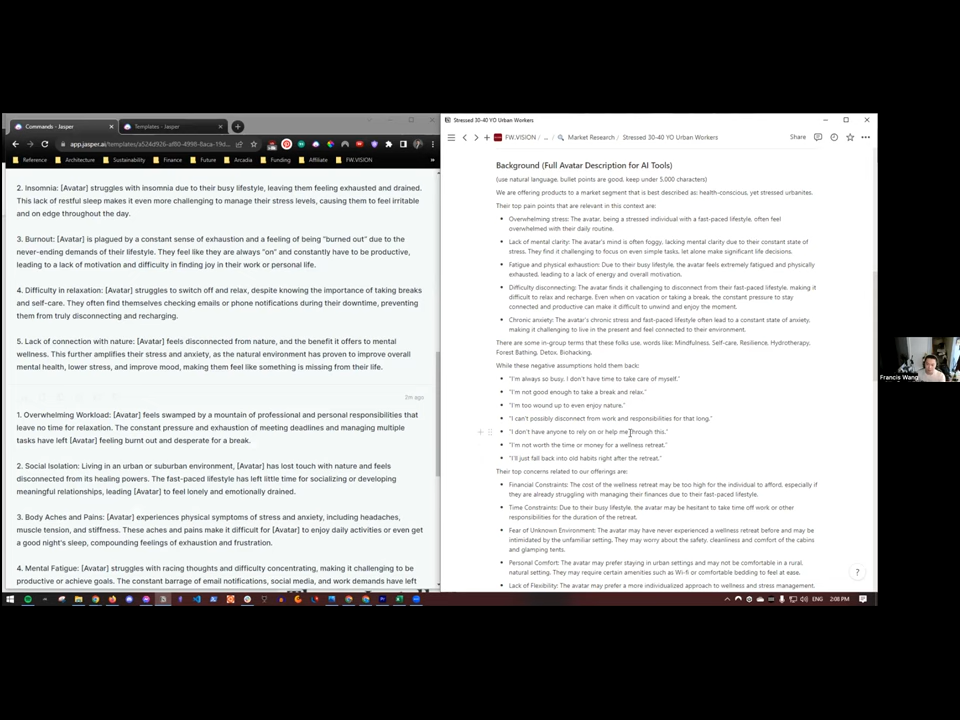 Commands - Jasper
Templates - Jasper
app.jasper.ai/templates/a524d926-af80-4955-8aca-19d...
Reference
Architecture
Sustainability
Finance
Future
Arcadia
Funding
Affiliate
FW.VISION
2. Insomnia: [Avatar] struggles with insomnia due to their busy lifestyle, leaving them feeling exhausted and drained.
This lack of restful sleep makes it even more challenging to manage their stress levels, causing them to feel irritable
and on edge throughout the day.
3. Burnout: [Avatar] is plagued by a constant sense of exhaustion and a feeling of being "burned out" due to the
never-ending demands of their lifestyle. They feel like they are always "on" and constantly have to be productive,
leading to a lack of motivation and difficulty in finding joy in their work or personal life.
4. Difficulty in relaxation: [Avatar] struggles to switch off and relax, despite knowing the importance of taking breaks
and self-care. They often find themselves checking emails or phone notifications during their downtime, preventing
them from truly disconnecting and recharging.
5. Lack of connection with nature: [Avatar] feels disconnected from nature, and the benefit it offers to mental
wellness. This further amplifies their stress and anxiety, as the natural environment has proven to improve overall
mental health, lower stress, and improve mood, making them feel like something is missing from their life.
2m ago
1. Overwhelming Workload: [Avatar] feels swamped by a mountain of professional and personal responsibilities that
leave no time for relaxation. The constant pressure and exhaustion of meeting deadlines and managing multiple
tasks have left [Avatar] feeling burnt out and desperate for a break.
2. Social Isolation: Living in an urban or suburban environment, [Avatar] has lost touch with nature and feels
disconnected from its healing powers. The fast-paced lifestyle has left little time for socializing or developing
meaningful relationships, leading [Avatar] to feel lonely and emotionally drained.
3. Body Aches and Pains: [Avatar] experiences physical symptoms of stress and anxiety, including headaches,
muscle tension, and stiffness. These aches and pains make it difficult for [Avatar] to enjoy daily activities or even get
a good night's sleep, compounding feelings of exhaustion and frustration.
4. Mental Fatigue: [Avatar] struggles with racing thoughts and difficulty concentrating, making it challenging to be
productive or achieve goals. The constant barrage of email notifications, social media, and work demands have left
Stressed 30-40 YO Urban Workers
FW.VISION / ... / Market Research / Stressed 30-40 YO Urban Workers
Share
Background (Full Avatar Description for AI Tools)
(use natural language, bullet points are good, keep under 5,000 characters)
We are offering products to a market segment that is best described as: health-conscious, yet stressed urbanites.
Their top pain points that are relevant in this context are:
• Overwhelming stress: The avatar, being a stressed individual with a fast-paced lifestyle, often feel
overwhelmed with their daily routine.
• Lack of mental clarity: The avatar's mind is often foggy, lacking mental clarity due to their constant state of
stress. They find it challenging to focus on even simple tasks, let alone make significant life decisions.
• Fatigue and physical exhaustion: Due to their busy lifestyle, the avatar feels extremely fatigued and physically
exhausted, leading to a lack of energy and overall motivation.
• Difficulty disconnecting: The avatar finds it challenging to disconnect from their fast-paced lifestyle, making it
difficult to relax and recharge. Even when on vacation or taking a break, the constant pressure to stay
connected and productive can make it difficult to unwind and enjoy the moment.
• Chronic anxiety: The avatar's chronic stress and fast-paced lifestyle often lead to a constant state of anxiety,
making it challenging to live in the present and feel connected to their environment.
There are some in-group terms that these folks use, words like: Mindfulness, Self-care, Resilience, Hydrotherapy,
Forest Bathing, Detox, Biohacking.
While these negative assumptions hold them back:
• "I'm always so busy. I don't have time to take care of myself."
• "I'm not good enough to take a break and relax."
• "I'm too wound up to even enjoy nature."
• "I can't possibly disconnect from work and responsibilities for that long."
• "I don't have anyone to rely on or help me through this."
• "I'm not worth the time or money for a wellness retreat."
• "I'll just fall back into old habits right after the retreat."
Their top concerns related to our offerings are:
• Financial Constraints: The cost of the wellness retreat may be too high for the individual to afford, especially if
they are already struggling with managing their finances due to their fast-paced lifestyle.
• Time Constraints: Due to their busy lifestyle, the avatar may be hesitant to take time off work or other
responsibilities for the duration of the retreat.
• Fear of Unknown Environment: The avatar may have never experienced a wellness retreat before and may be
intimidated by the unfamiliar setting. They may worry about the safety, cleanliness and comfort of the cabins
and glamping tents.
• Personal Comfort: The avatar may prefer staying in urban settings and may not be comfortable in a rural,
natural setting. They may require certain amenities such as Wi-fi or comfortable bedding to feel at ease.
• Lack of Flexibility: The avatar may prefer a more individualized approach to wellness and stress management,
?
ENG
2:08 PM
Francis Wang